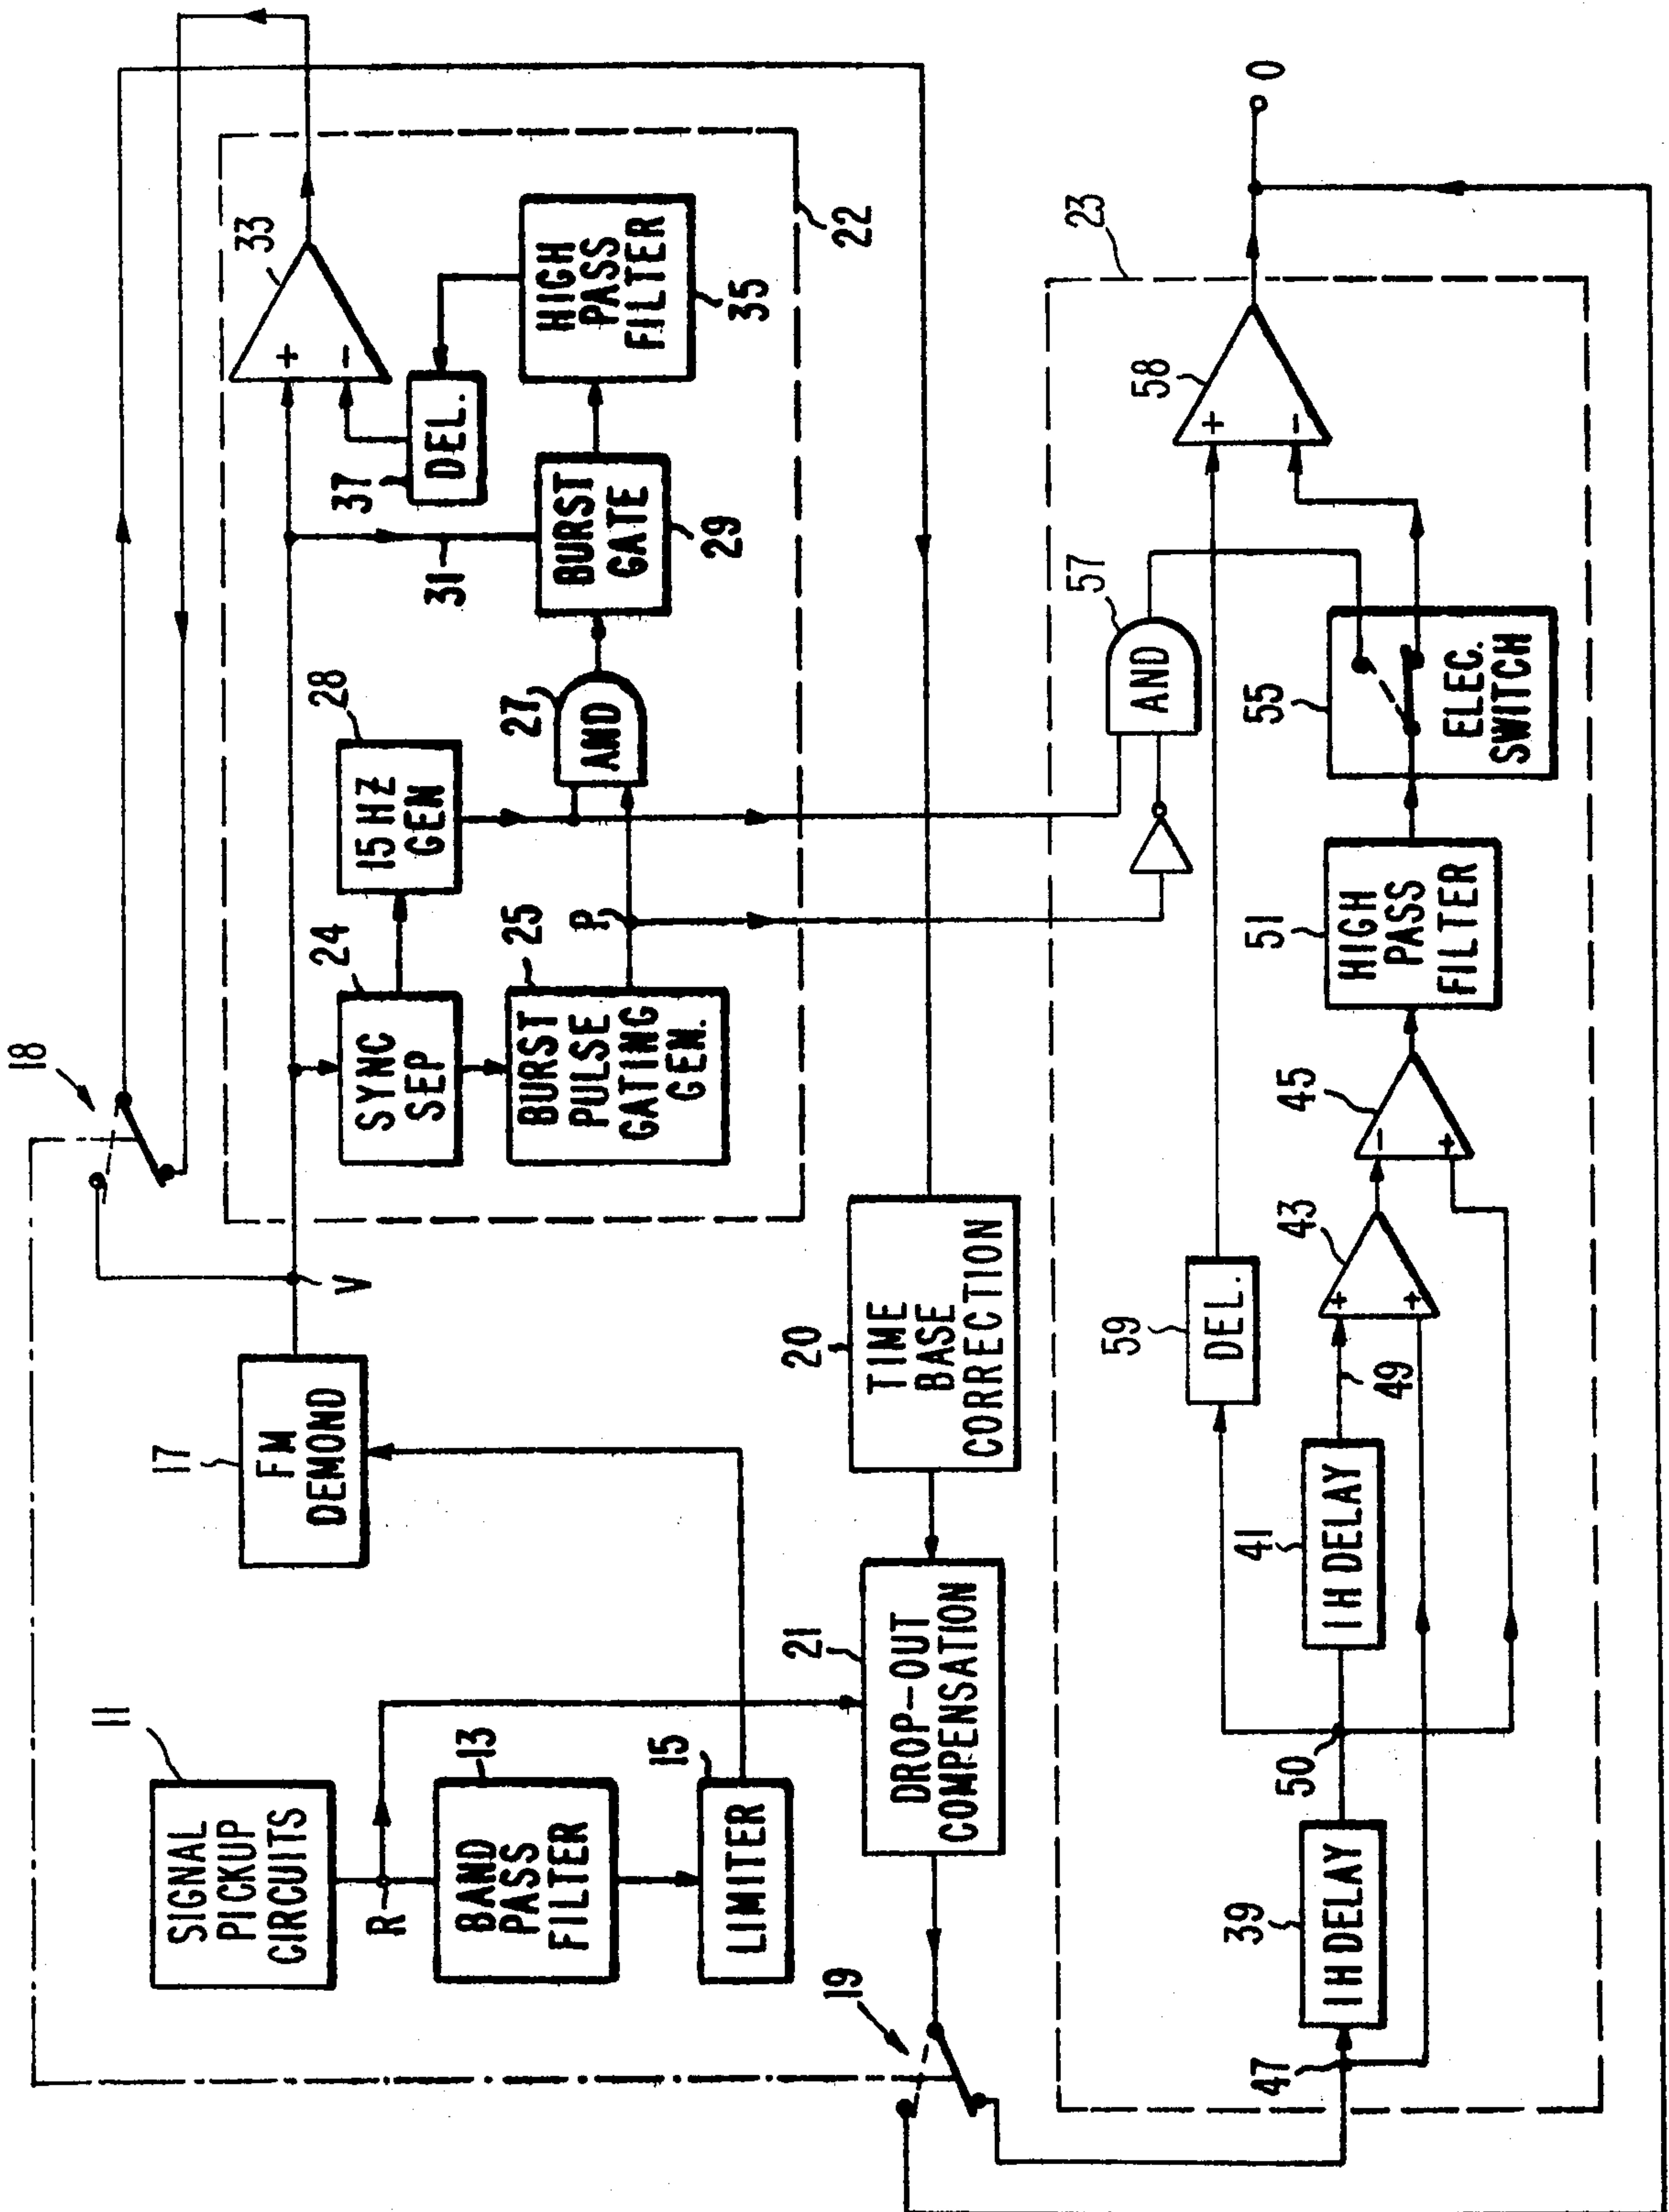 11
SIGNAL
PICKUP
CIRCUITS
R
13
BAND
PASS
FILTER
15
LIMITER
17
FM
DEMOND
V
18
24
SYNC
SEP
28
15HZ
GEN
25
BURST
PULSE
GATING
GEN.
P
27
AND
31
BURST
GATE
29
33
+
−
37
DEL.
HIGH
PASS
FILTER
35
22
20
TIME
BASE
CORRECTION
21
DROP-OUT
COMPENSATION
19
23
47
39
1H DELAY
50
41
1H DELAY
49
59
DEL.
43
+
+
45
−
+
51
HIGH
PASS
FILTER
55
ELEC.
SWITCH
57
AND
58
+
−
O